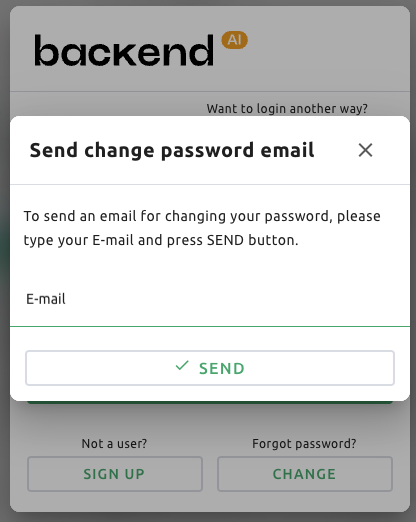 backend AI
Want to login another way?
Send change password email
To send an email for changing your password, please
type your E-mail and press SEND button.
E-mail
SEND
Not a user?
Forgot password?
SIGN UP
CHANGE